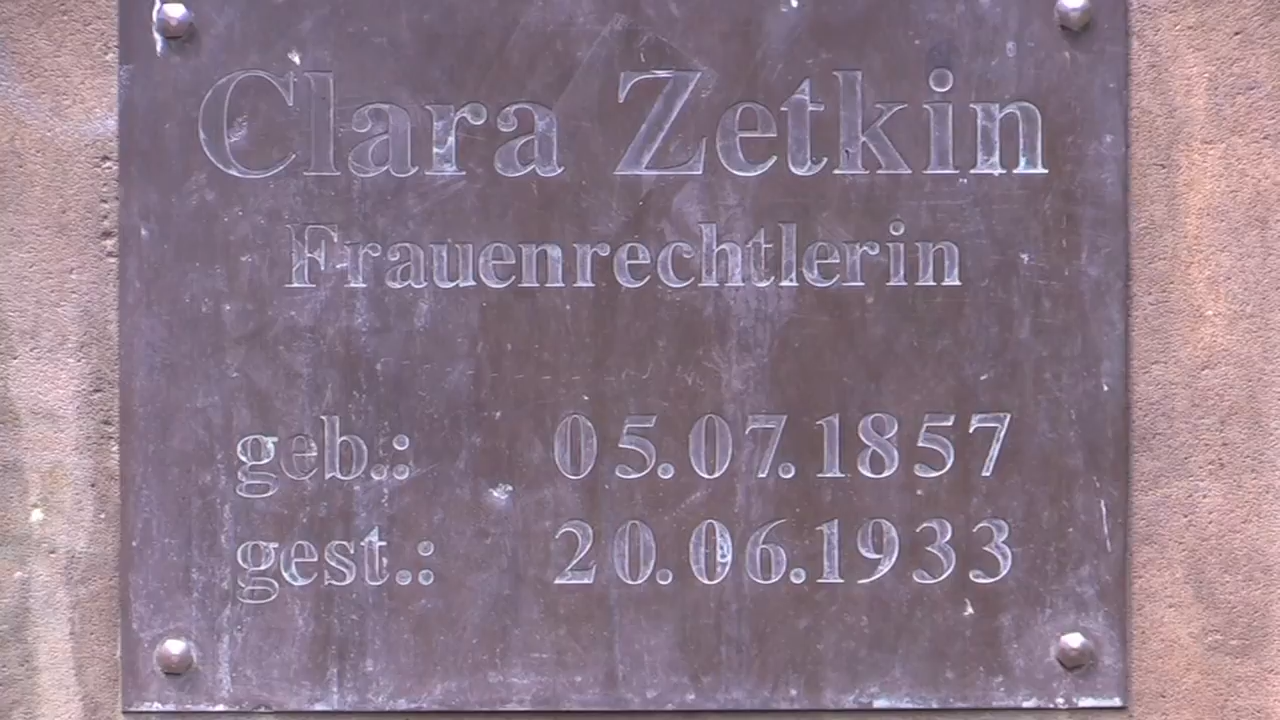 Clara Zetkin
Frauenrechtlerin
geb.: 05.07.1857
gest.: 20.06.1933